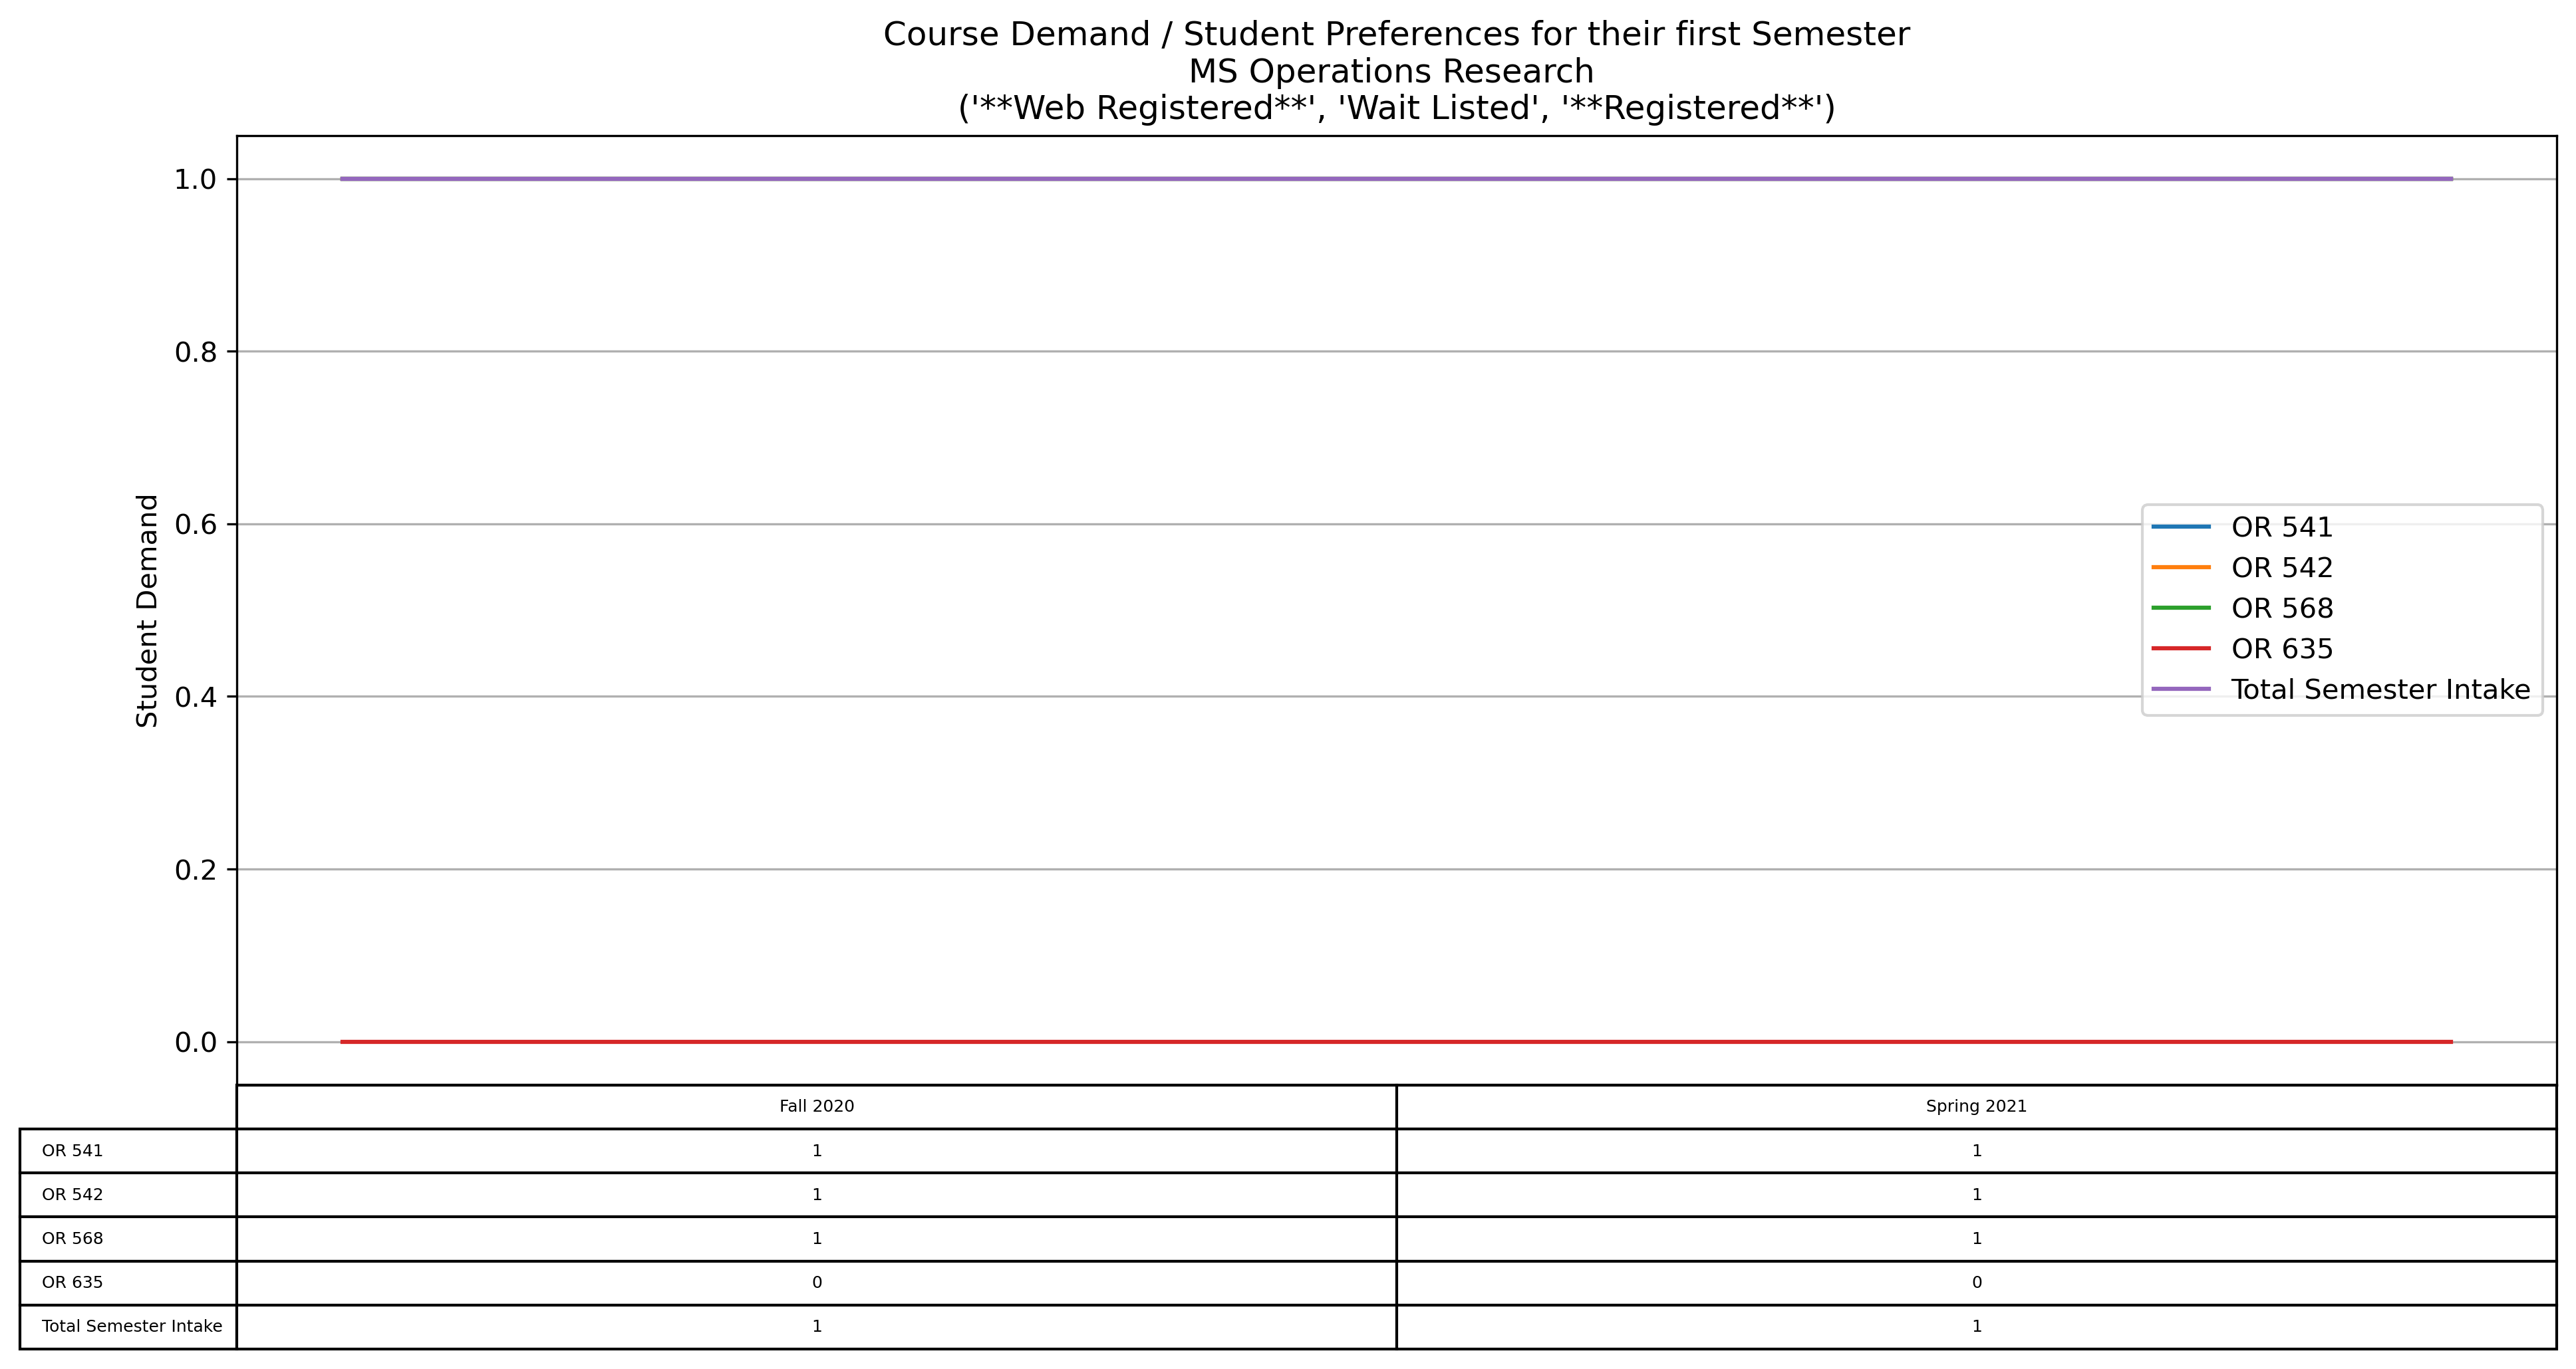 Course Demand / Student Preferences for their first Semester
MS Operations Research
('**Web Registered**', 'Wait Listed', '**Registered**')
Student Demand
1.0
0.8
0.6
0.4
0.2
0.0
OR 541
OR 542
OR 568
OR 635
Total Semester Intake
Fall 2020 Spring 2021
OR 541 1 1
OR 542 1 1
OR 568 1 1
OR 635 0 0
Total Semester Intake 1 1